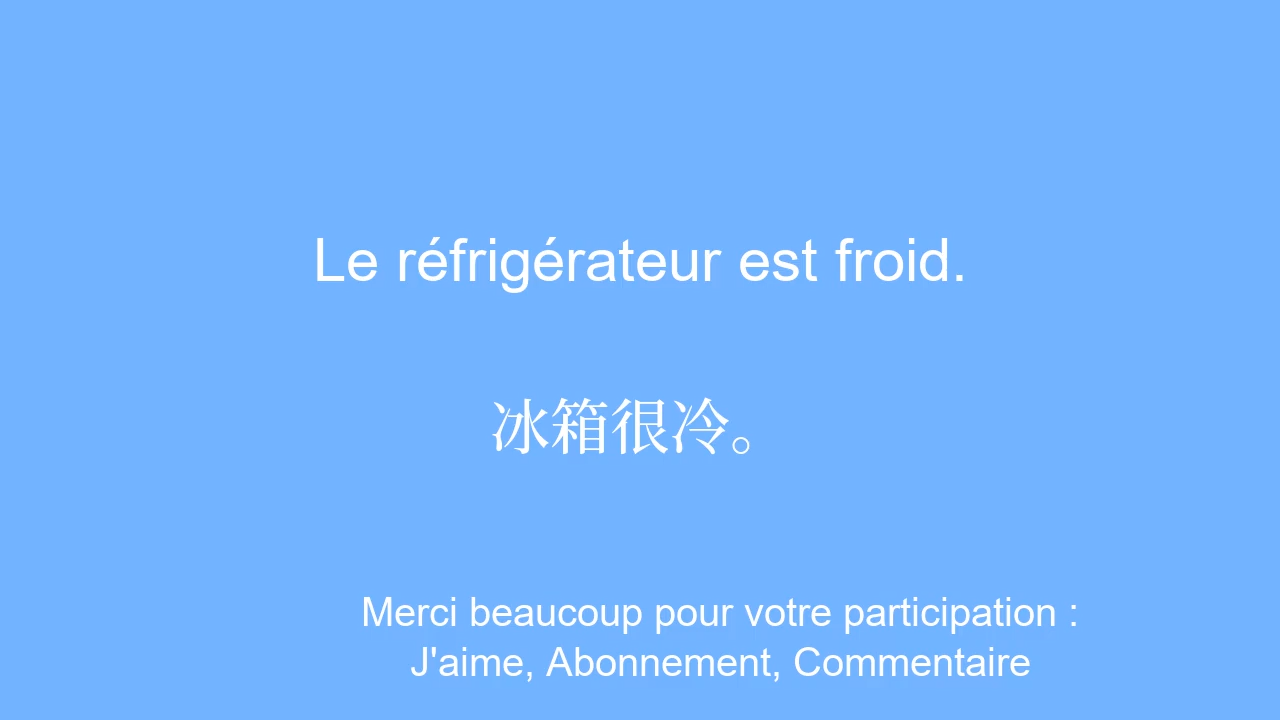 Le réfrigérateur est froid.
冰箱很冷。
Merci beaucoup pour votre participation :
J'aime, Abonnement, Commentaire